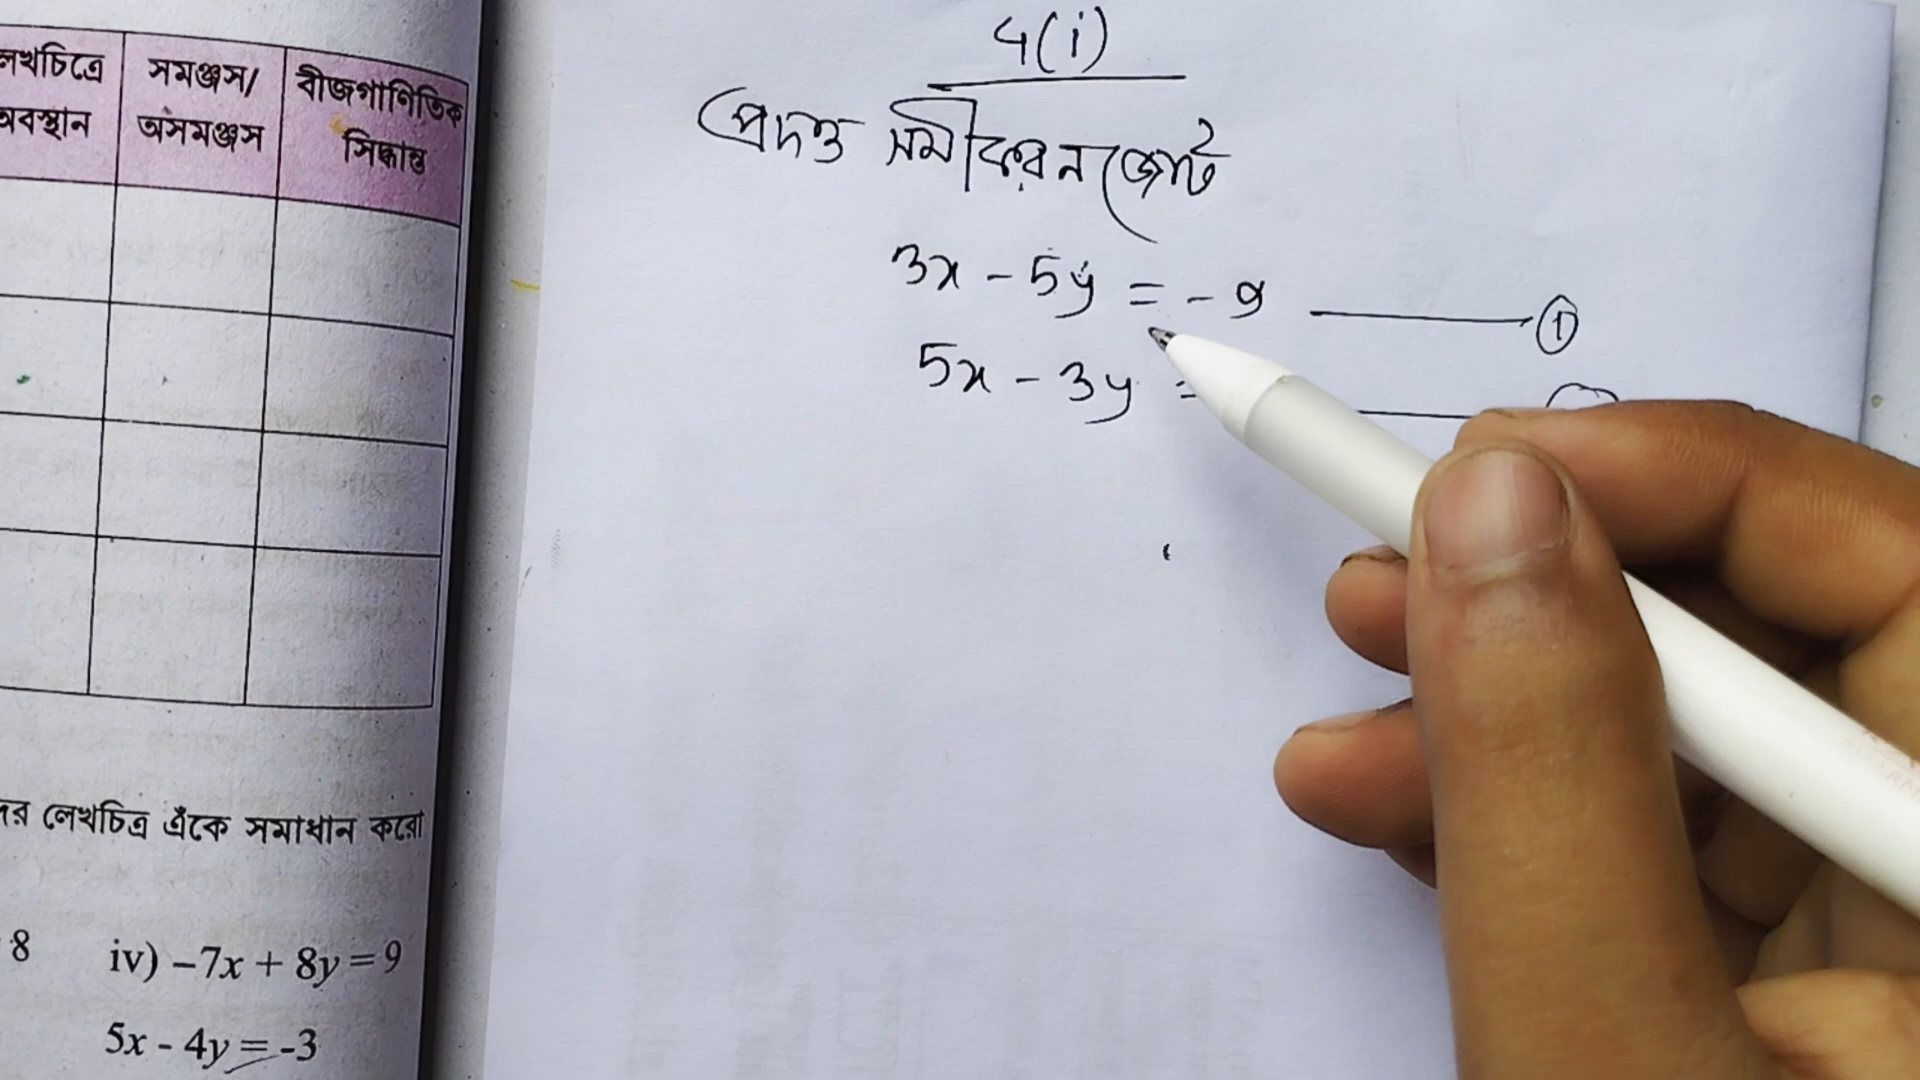 লেখচিত্রে অবস্থান
সমঞ্জস/
অসমঞ্জস
বীজগাণিতিক
সিদ্ধান্ত
লেখচিত্র এঁকে সমাধান করো
8
iv) –7x + 8y = 9
5x - 4y = -3
4(i)
প্রদত্ত সমীকরন জোট
3x - 5y = - 9 ①
5x - 3y =